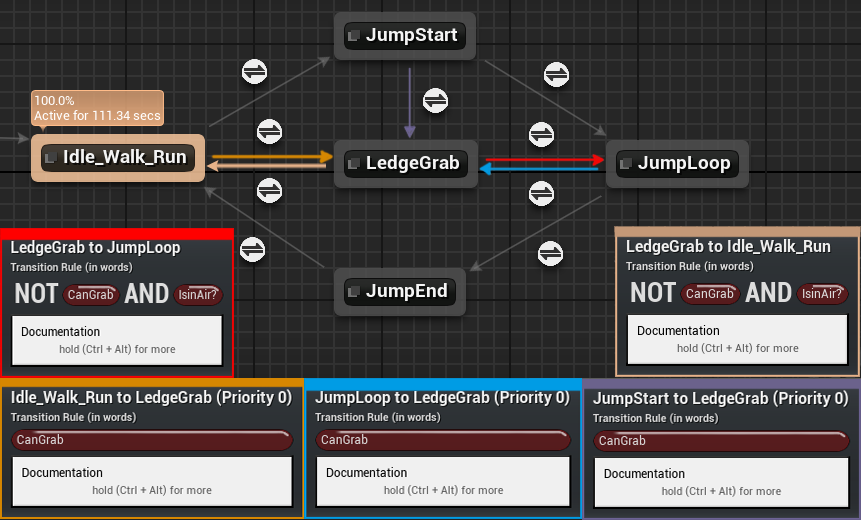 JumpStart
100.0%
Active for 111.34 secs
Idle_Walk_Run
LedgeGrab
JumpLoop
JumpEnd
LedgeGrab to JumpLoop
Transition Rule (in words)
NOT CanGrab AND IsinAir?
Documentation
hold (Ctrl + Alt) for more
LedgeGrab to Idle_Walk_Run
Transition Rule (in words)
NOT CanGrab AND IsinAir?
Documentation
hold (Ctrl + Alt) for more
Idle_Walk_Run to LedgeGrab (Priority 0)
Transition Rule (in words)
CanGrab
Documentation
hold (Ctrl + Alt) for more
JumpLoop to LedgeGrab (Priority 0)
Transition Rule (in words)
CanGrab
Documentation
hold (Ctrl + Alt) for more
JumpStart to LedgeGrab (Priority 0)
Transition Rule (in words)
CanGrab
Documentation
hold (Ctrl + Alt) for more